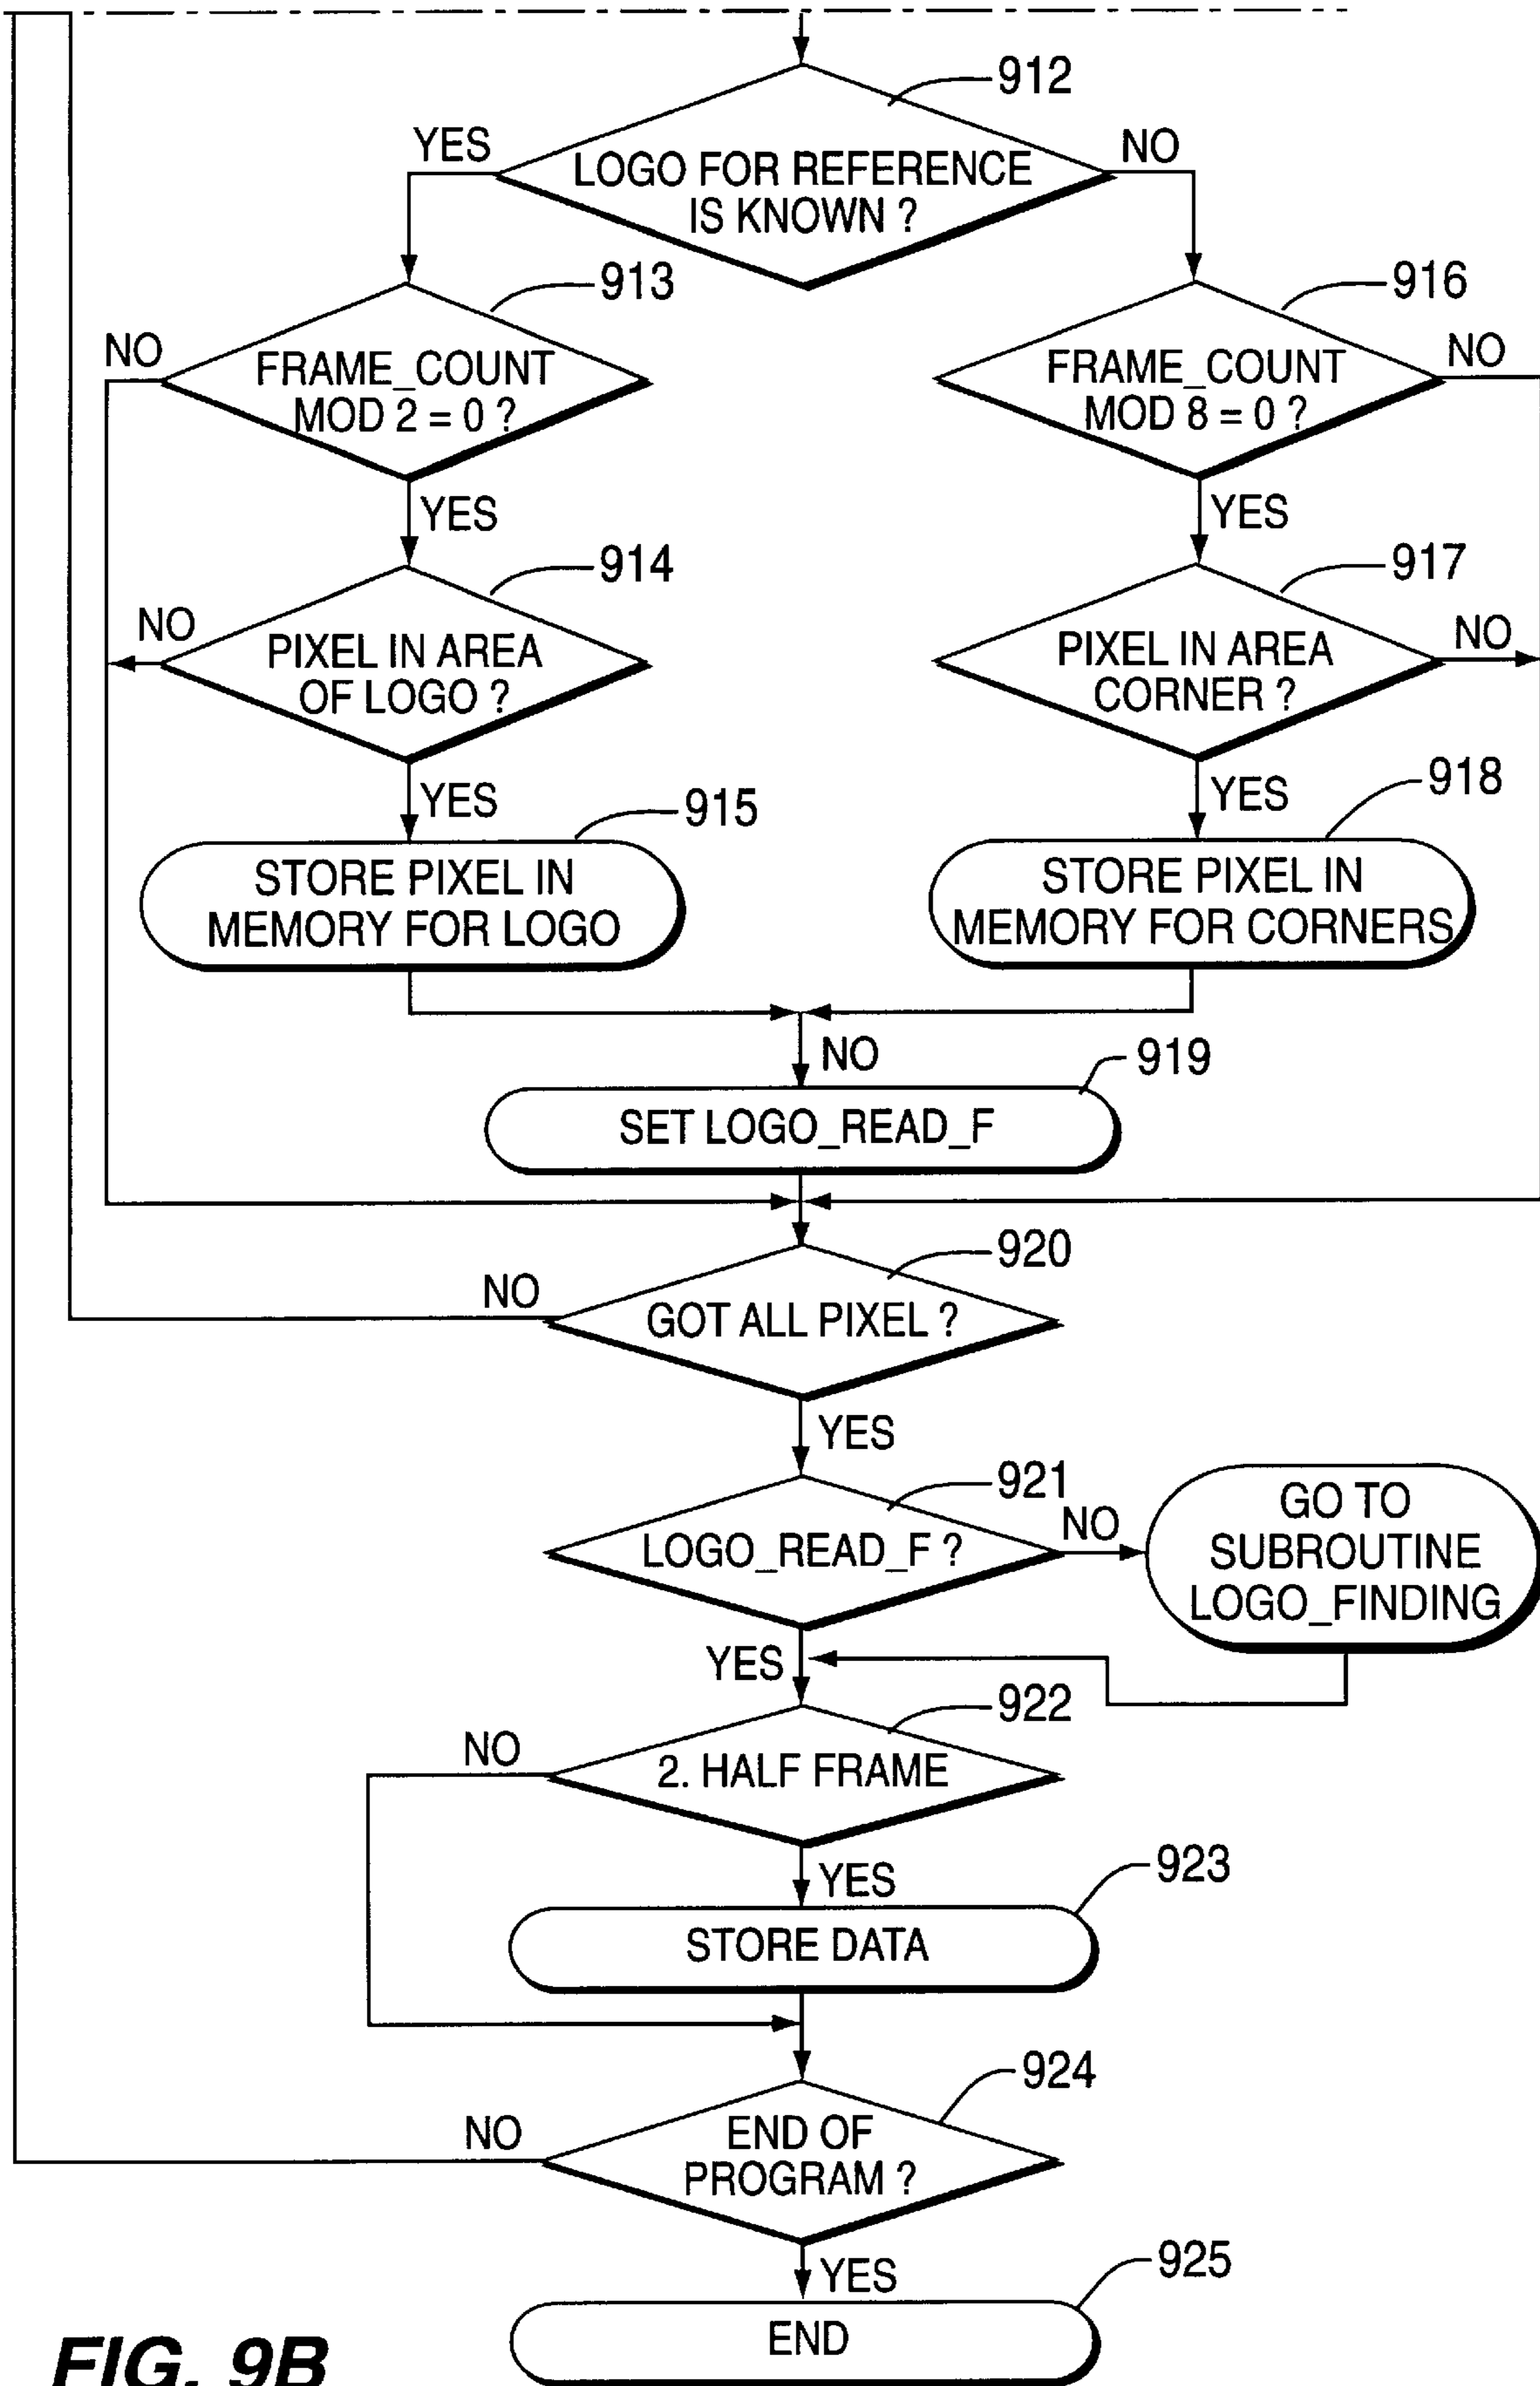 912
YES
NO
LOGO FOR REFERENCE
IS KNOWN ?
913
916
NO
FRAME_COUNT
MOD 2 = 0 ?
FRAME_COUNT
MOD 8 = 0 ?
NO
YES
YES
914
917
NO
PIXEL IN AREA
OF LOGO ?
PIXEL IN AREA
CORNER ?
NO
YES
915
YES
918
STORE PIXEL IN
MEMORY FOR LOGO
STORE PIXEL IN
MEMORY FOR CORNERS
NO
919
SET LOGO_READ_F
920
NO
GOT ALL PIXEL ?
YES
921
LOGO_READ_F ?
NO
GO TO
SUBROUTINE
LOGO_FINDING
YES
922
NO
2. HALF FRAME
YES
923
STORE DATA
924
NO
END OF
PROGRAM ?
YES
925
END
FIG. 9B